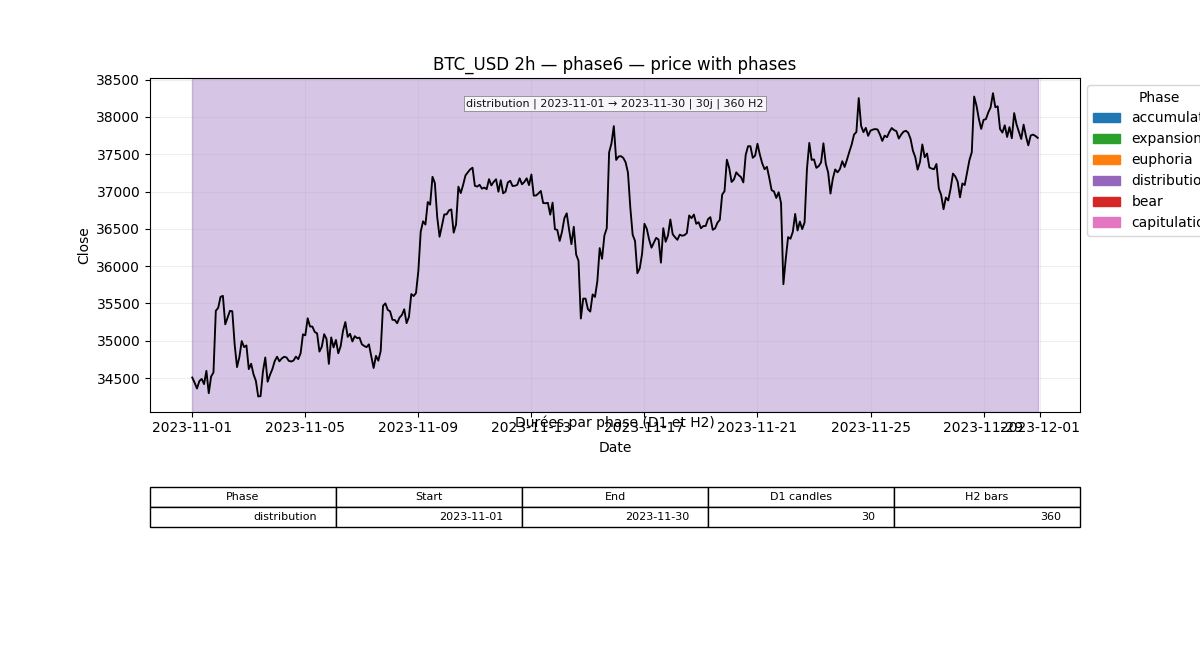 BTC_USD 2h — phase6 — price with phases
distribution | 2023-11-01 → 2023-11-30 | 30j | 360 H2
Close
38500
38000
37500
37000
36500
36000
35500
35000
34500
Phase
accumulat
expansion
euphoria
distributio
bear
capitulatio
2023-11-01 2023-11-05 2023-11-09 2023-11-13 2023-11-17 2023-11-21 2023-11-25 2023-11-29 2023-12-01
Durées par phase (D1 et H2)
Date
Phase Start End D1 candles H2 bars
distribution 2023-11-01 2023-11-30 30 360